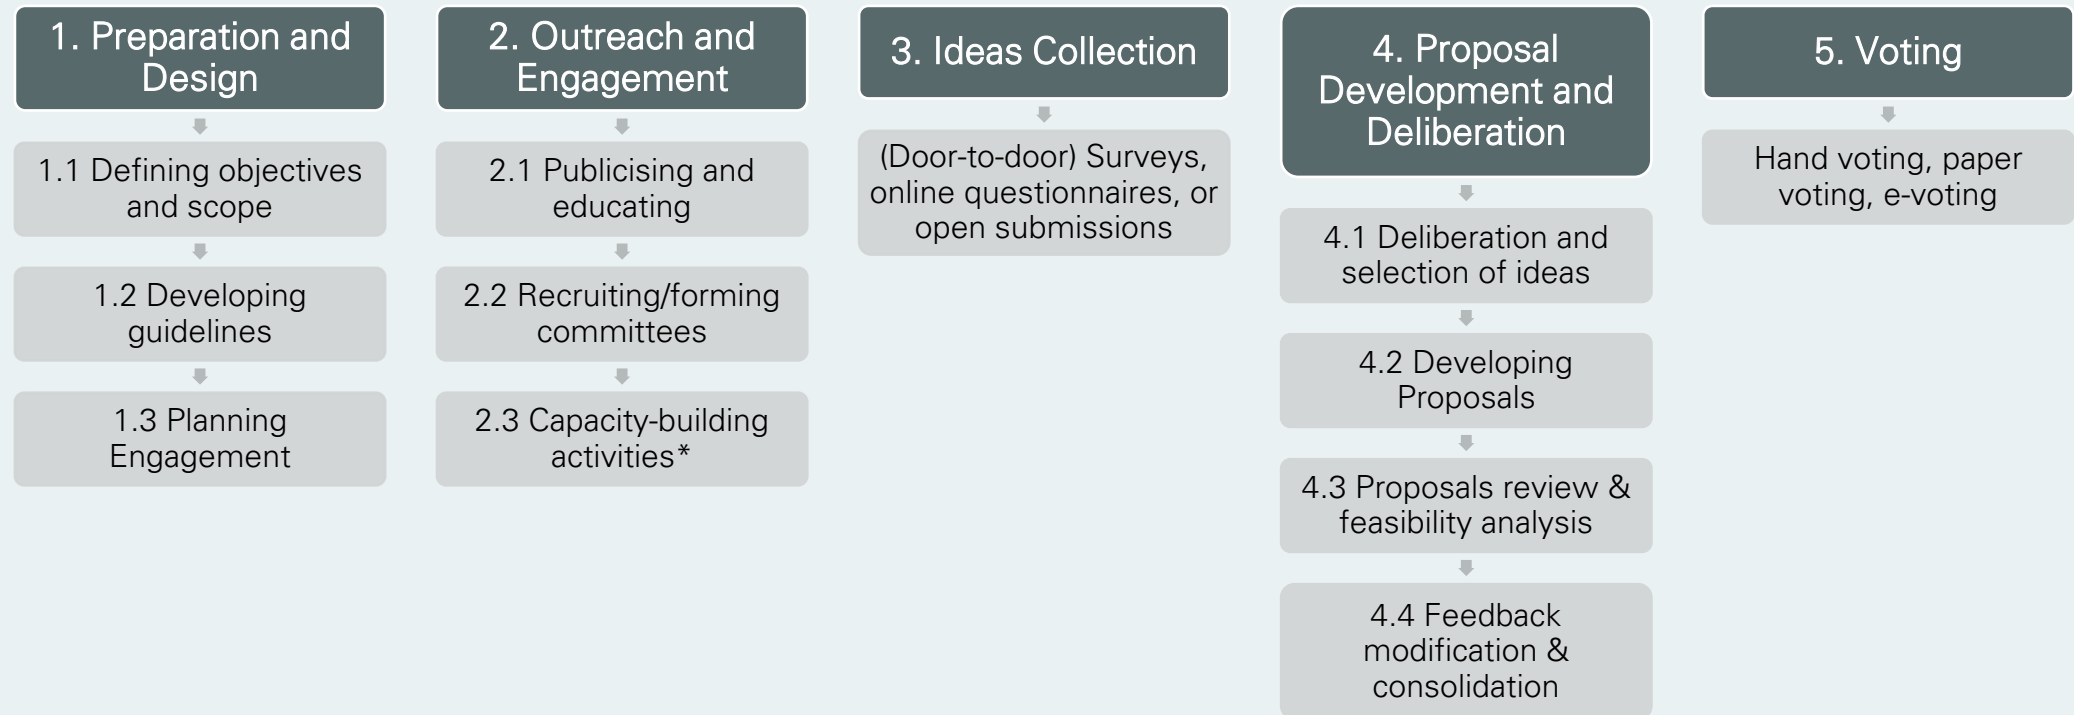 1. Preparation and
Design
1.1 Defining objectives
and scope
1.2 Developing
guidelines
1.3 Planning
Engagement
2. Outreach and
Engagement
2.1 Publicising and
educating
2.2 Recruiting/forming
committees
2.3 Capacity-building
activities*
3. Ideas Collection
(Door-to-door) Surveys,
online questionnaires, or
open submissions
4. Proposal
Development and
Deliberation
4.1 Deliberation and
selection of ideas
4.2 Developing
Proposals
4.3 Proposals review &
feasibility analysis
4.4 Feedback
modification &
consolidation
5. Voting
Hand voting, paper
voting, e-voting